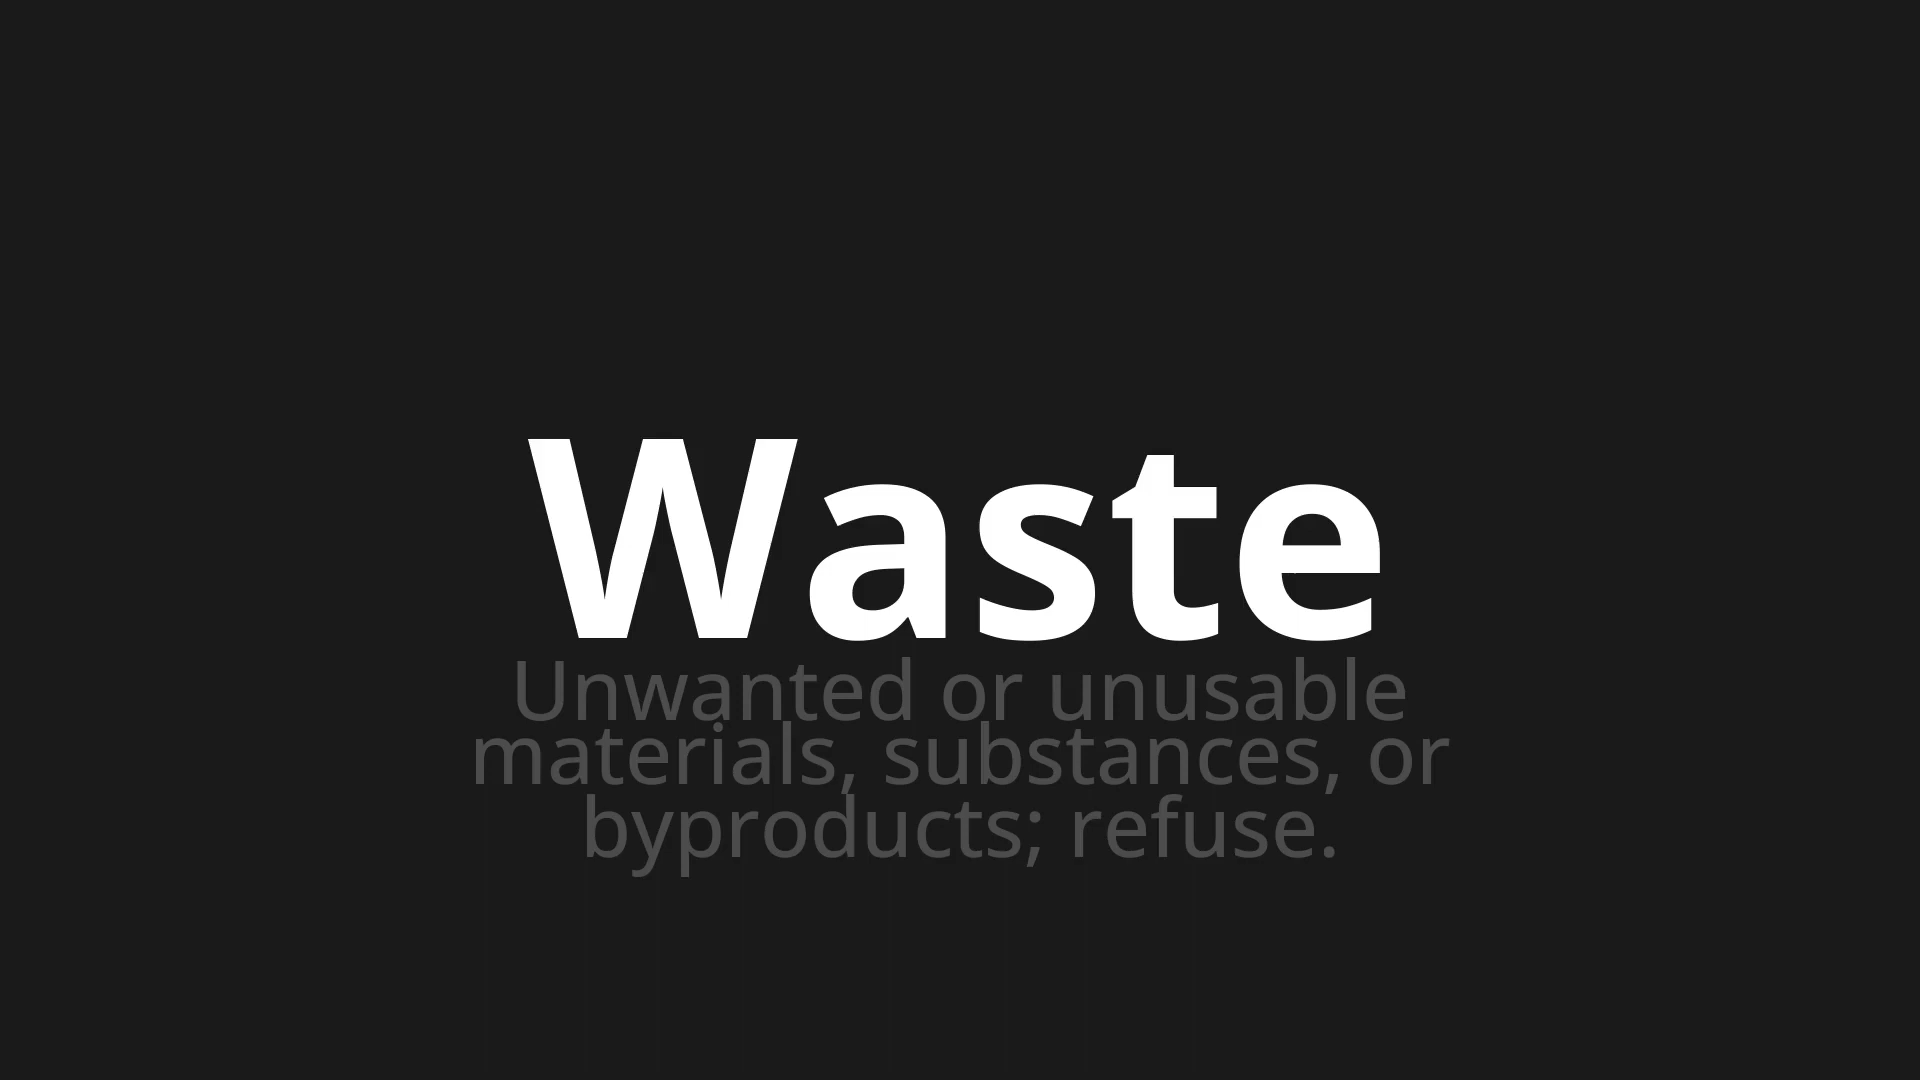 Waste
Unwanted or unusable
materials, substances, or
byproducts; refuse.